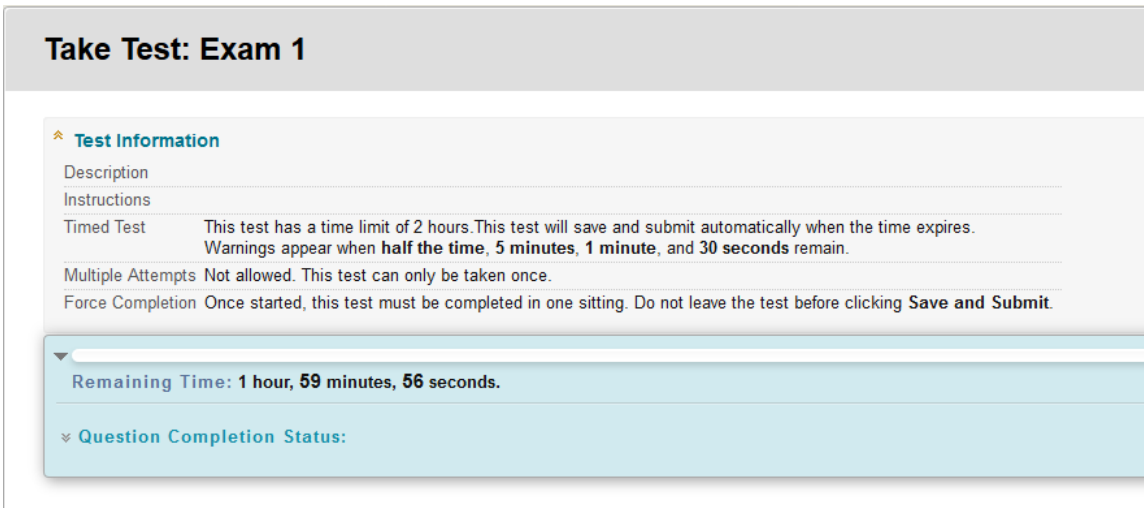 Take Test: Exam 1
Test Information
Description
Instructions
Timed Test This test has a time limit of 2 hours.This test will save and submit automatically when the time expires.
Warnings appear when half the time, 5 minutes, 1 minute, and 30 seconds remain.
Multiple Attempts Not allowed. This test can only be taken once.
Force Completion Once started, this test must be completed in one sitting. Do not leave the test before clicking Save and Submit.
Remaining Time: 1 hour, 59 minutes, 56 seconds.
Question Completion Status: